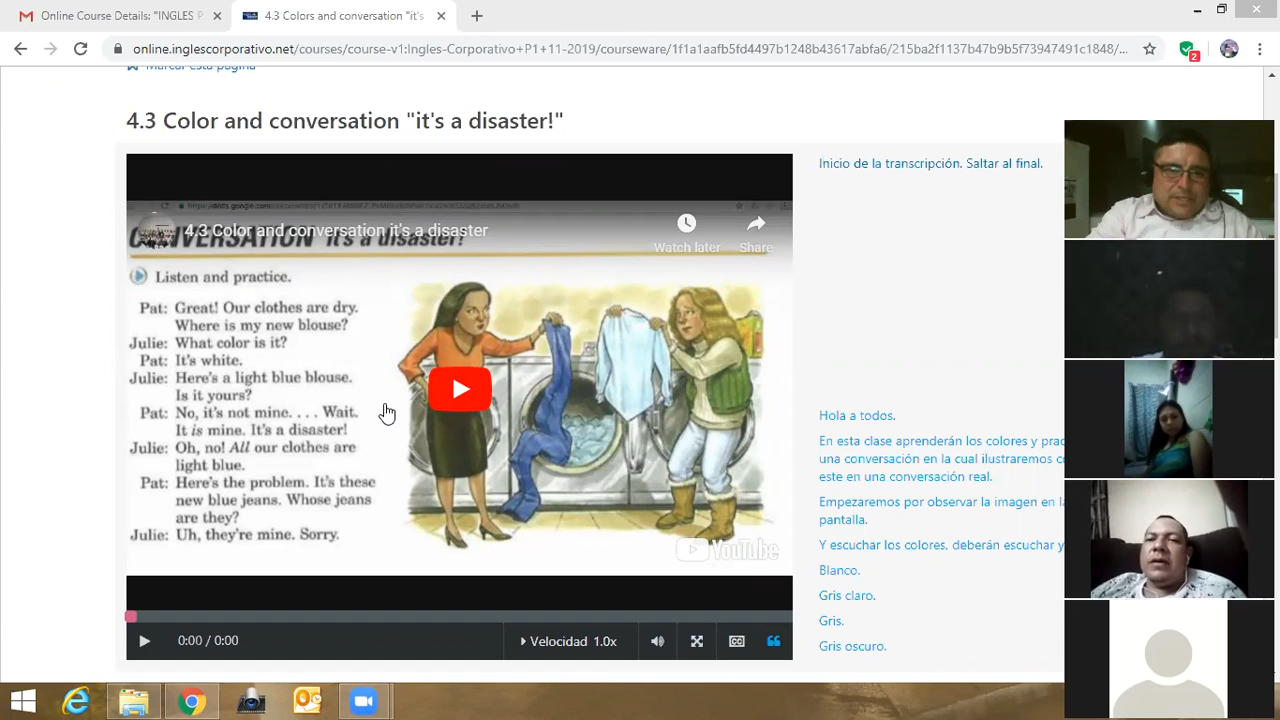 Online Course Details: "INGLES P
4.3 Colors and conversation "it's
online.inglescorporativo.net/courses/course-v1:Ingles-Corporativo+P1+11-2019/courseware/1f1a1aafb5fd4497b1248b43617abfa6/215ba2f1137b47b9b5f73947491c1848/...
2
Marcar esta página
4.3 Color and conversation "it's a disaster!"
Inicio de la transcripción. Saltar al final.
4.3 Color and conversation it's a disaster
Watch later
Share
CONVERSATION it's a disaster!
Listen and practice.
Pat: Great! Our clothes are dry.
Where is my new blouse?
Julie: What color is it?
Pat: It's white.
Julie: Here's a light blue blouse.
Is it yours?
Pat: No, it's not mine. . . . Wait.
It is mine. It's a disaster!
Julie: Oh, no! All our clothes are
light blue.
Pat: Here's the problem. It's these
new blue jeans. Whose jeans
are they?
Julie: Uh, they're mine. Sorry.
YouTube
Hola a todos.
En esta clase aprenderán los colores y
una conversación en la cual ilustraremos
este en una conversación real.
Empezaremos por observar la imagen en la
pantalla.
Y escuchar los colores, deberán escuchar y
Blanco.
Gris claro.
Gris.
Gris oscuro.
0:00 / 0:00
Velocidad 1.0x
CC